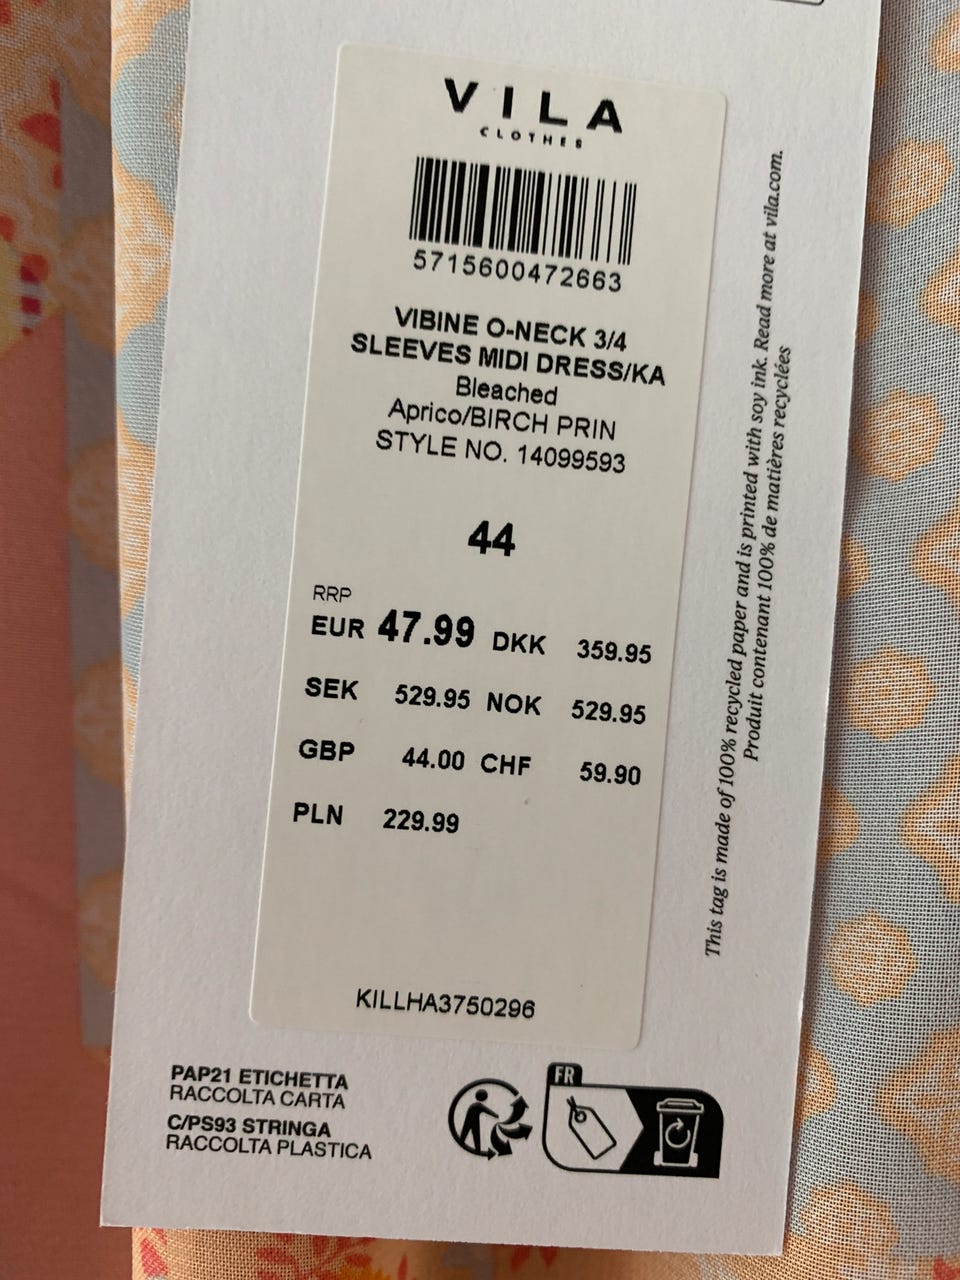 VILA
CLOTHES
5715600472663
VIBINE O-NECK 3/4
SLEEVES MIDI DRESS/KA
Bleached
Aprico/BIRCH PRIN
STYLE NO. 14099593
44
RRP
EUR 47.99 DKK 359.95
SEK 529.95 NOK 529.95
GBP 44.00 CHF 59.90
PLN 229.99
KILLHA3750296
This tag is made of 100% recycled paper and is printed with soy ink. Read more at vila.com.
Produit contenant 100% de matières recyclées
PAP21 ETICHETTA
RACCOLTA CARTA
C/PS93 STRINGA
RACCOLTA PLASTICA
FR